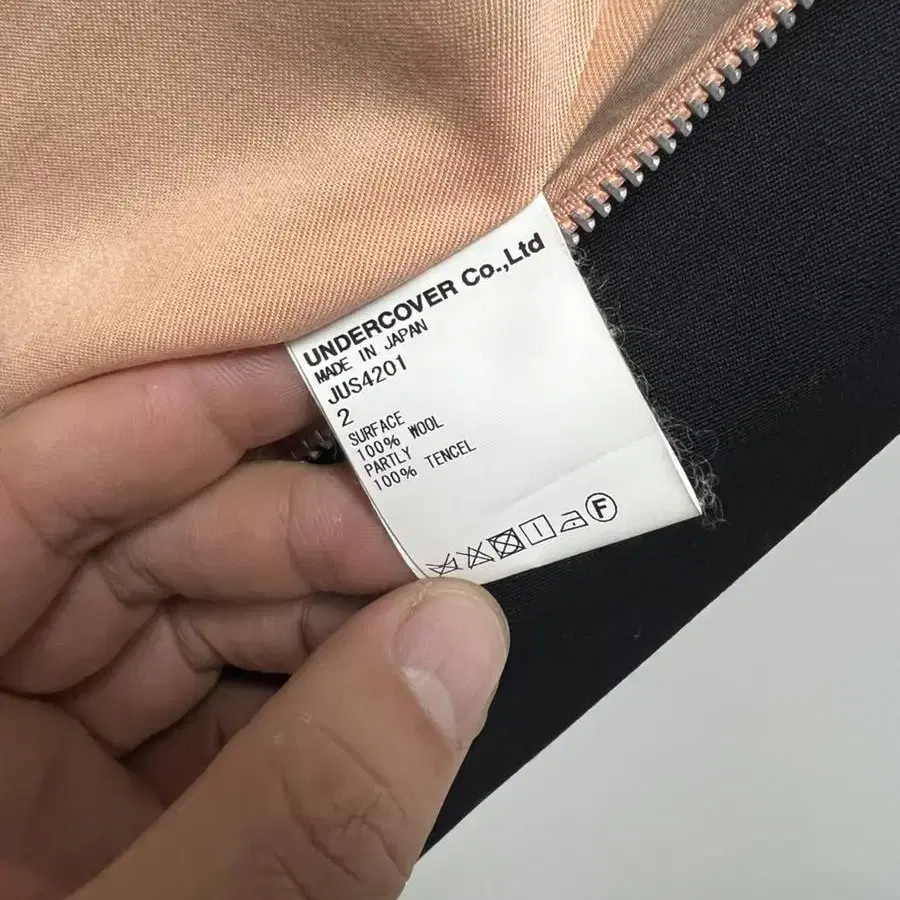 UNDERCOVER Co.,Ltd
MADE IN JAPAN
JUS4201
2
SURFACE
100% WOOL
PARTLY
100% TENCEL
F